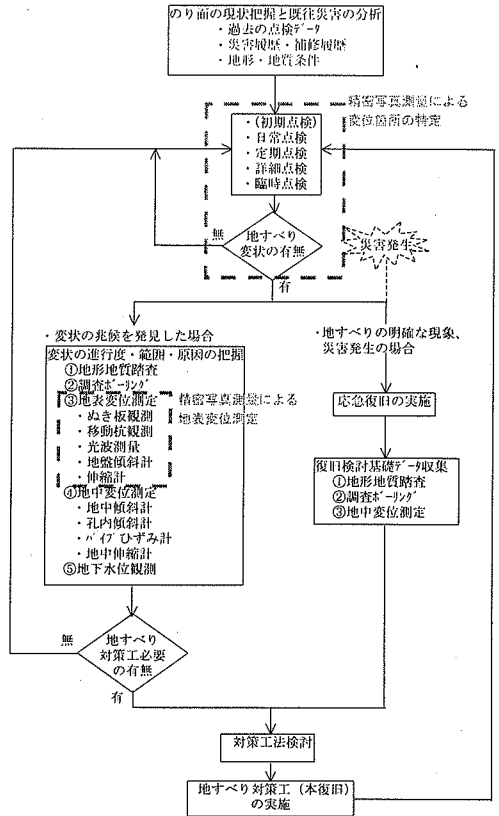 のり面の現状把握と既往災害の分析
・過去の点検データ
・災害履歴・補修履歴
・地形・地質条件
精密写真測量による
変位箇所の特定
・(初期点検)
・日常点検
・定期点検
・詳細点検
・臨時点検
無
地すべり
変状の有無
災害発生
有
・変状の兆候を発見した場合
変状の進行度・範囲・原因の把握
①地形地質踏査
②調査ボーリング
③地表変位測定
・ぬき板観測
・移動杭観測
・光波測量
・地盤傾斜計
・伸縮計
精密写真測量による
地表変位測定
④地中変位測定
・地中傾斜計
・孔内傾斜計
・パイプひずみ計
・地中伸縮計
⑤地下水位観測
・地すべりの明確な現象、
災害発生の場合
応急復旧の実施
復旧検討基礎データ収集
①地形地質踏査
②調査ボーリング
③地中変位測定
無
地すべり
対策工必要
の有無
有
対策工法検討
地すべり対策工(本復旧)
の実施